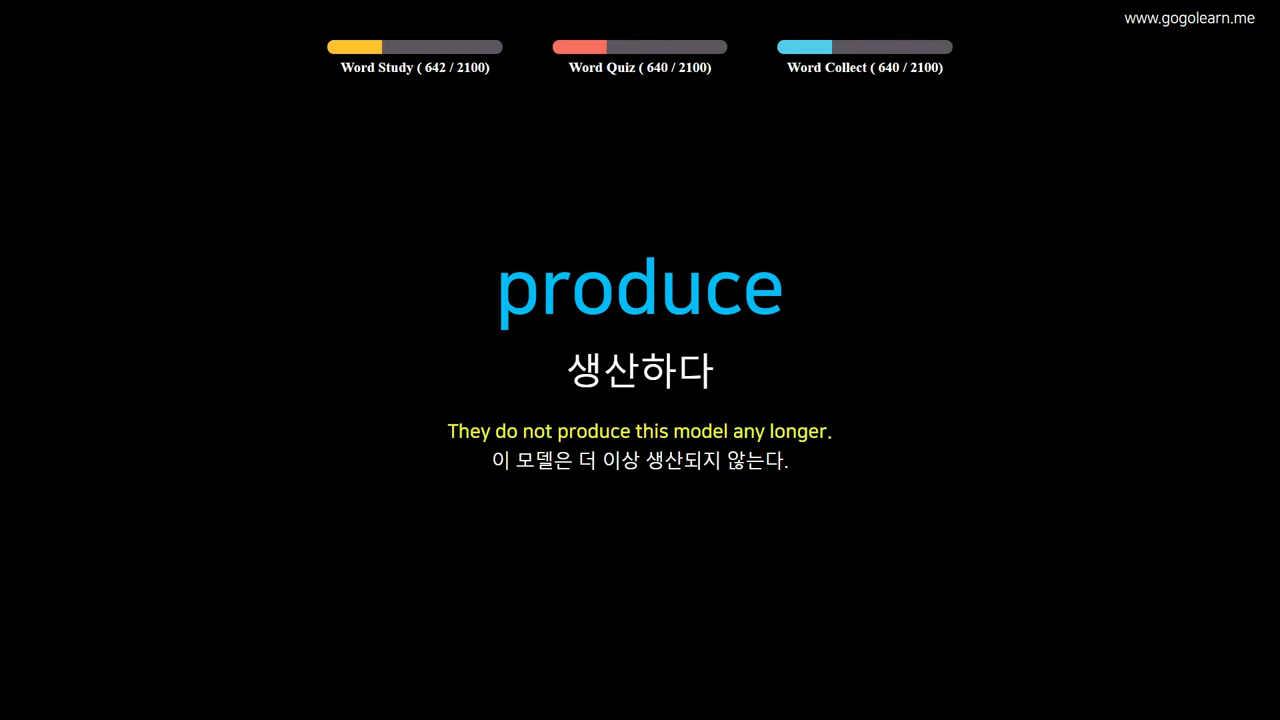 www.gogolearn.me
Word Study ( 642 / 2100)
Word Quiz ( 640 / 2100)
Word Collect ( 640 / 2100)
produce
생산하다
They do not produce this model any longer.
이 모델은 더 이상 생산되지 않는다.